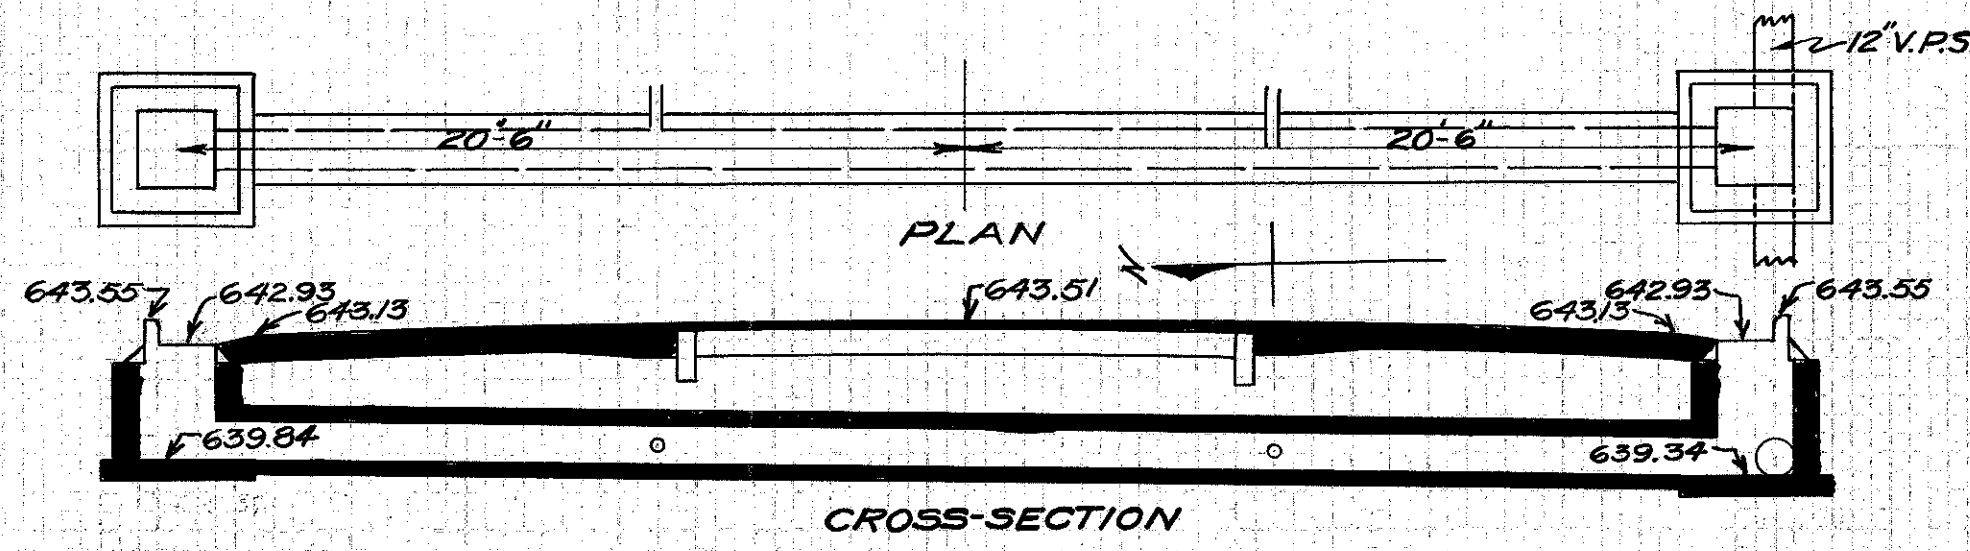 12" V.P.S
20'-6" 20'-6"
PLAN
N
643.55 642.93 643.51 642.93 643.55
643.13 643.13
639.84 639.34
CROSS-SECTION